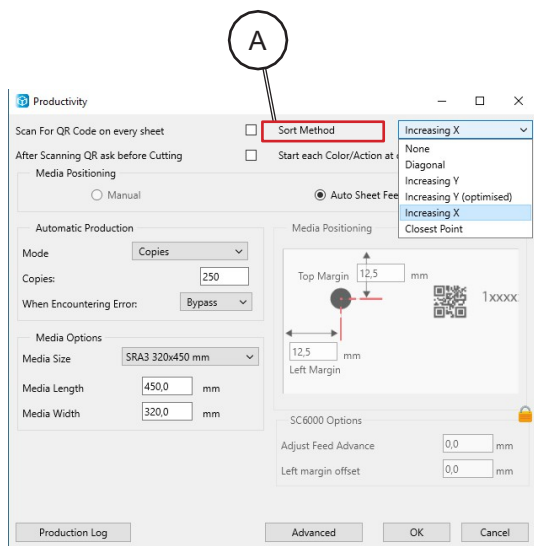 A
Productivity
Scan For QR Code on every sheet
Sort Method
Increasing X
After Scanning QR ask before Cutting
Start each Color/Action at
None
Diagonal
Increasing Y
Increasing Y (optimised)
Increasing X
Closest Point
Media Positioning
Manual
Auto Sheet Fee
Automatic Production
Mode
Copies
Copies:
250
When Encountering Error:
Bypass
Media Options
Media Size
SRA3 320x450 mm
Media Length
450,0
mm
Media Width
320,0
mm
Media Positioning
Top Margin
12,5
mm
1xxxx
12,5
mm
Left Margin
SC6000 Options
Adjust Feed Advance
0,0
mm
Left margin offset
0,0
mm
Production Log
Advanced
OK
Cancel